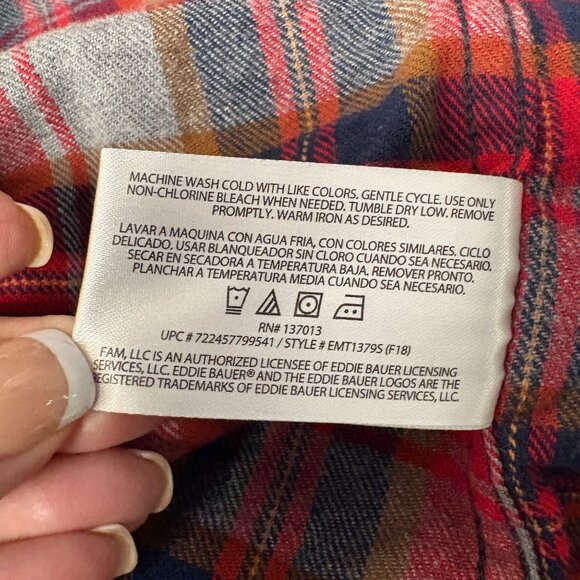 MACHINE WASH COLD WITH LIKE COLORS. GENTLE CYCLE. USE ONLY
NON-CHLORINE BLEACH WHEN NEEDED. TUMBLE DRY LOW. REMOVE
PROMPTLY. WARM IRON AS DESIRED.
LAVAR A MAQUINA CON AGUA FRIA, CON COLORES SIMILARES. CICLO
DELICADO. USAR BLANQUEADOR SIN CLORO CUANDO SEA NECESARIO.
SECAR EN SECADORA A TEMPERATURA BAJA. REMOVER PRONTO.
PLANCHAR A TEMPERATURA MEDIA CUANDO SEA NECESARIO.
RN# 137013
UPC # 722457799541 / STYLE # EMT13795 (F18)
FAM, LLC IS AN AUTHORIZED LICENSEE OF EDDIE BAUER LICENSING
SERVICES, LLC. EDDIE BAUER® AND THE EDDIE BAUER LOGOS ARE THE
REGISTERED TRADEMARKS OF EDDIE BAUER LICENSING SERVICES, LLC.